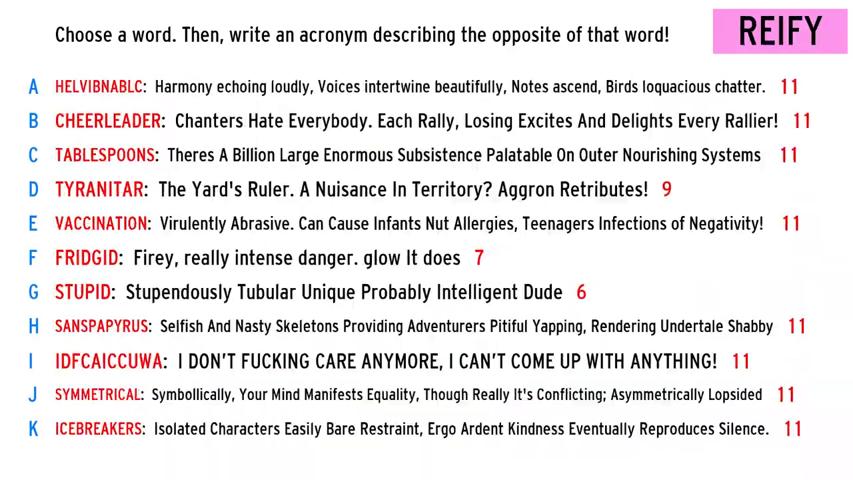 Choose a word. Then, write an acronym describing the opposite of that word!
REIFY
A HELVIBNABLC: Harmony echoing loudly, Voices intertwine beautifully, Notes ascend, Birds loquacious chatter. 11
B CHEERLEADER: Chanters Hate Everybody. Each Rally, Losing Excites And Delights Every Rallier! 11
C TABLESPOONS: Theres A Billion Large Enormous Subsistence Palatable On Outer Nourishing Systems 11
D TYRANITAR: The Yard's Ruler. A Nuisance In Territory? Aggron Retributes! 9
E VACCINATION: Virulently Abrasive. Can Cause Infants Nut Allergies, Teenagers Infections of Negativity! 11
F FRIDGID: Firey, really intense danger. glow It does 7
G STUPID: Stupendously Tubular Unique Probably Intelligent Dude 6
H SANSPAPYRUS: Selfish And Nasty Skeletons Providing Adventurers Pitiful Yapping, Rendering Undertale Shabby 11
I IDFCAICCUWA: I DON'T FUCKING CARE ANYMORE, I CAN'T COME UP WITH ANYTHING! 11
J SYMMETRICAL: Symbollically, Your Mind Manifests Equality, Though Really It's Conflicting; Asymmetrically Lopsided 11
K ICEBREAKERS: Isolated Characters Easily Bare Restraint, Ergo Ardent Kindness Eventually Reproduces Silence. 11